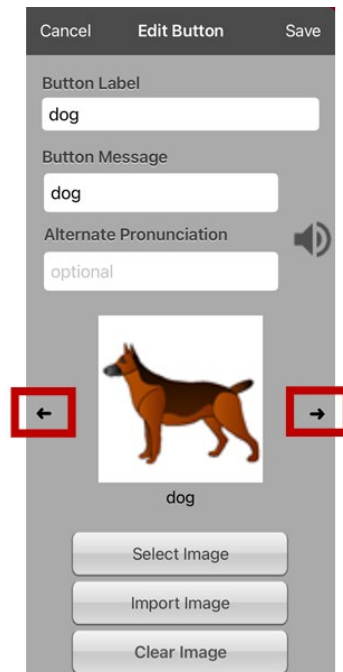 Cancel Edit Button Save
Button Label
dog
Button Message
dog
Alternate Pronunciation
optional
← →
dog
Select Image
Import Image
Clear Image